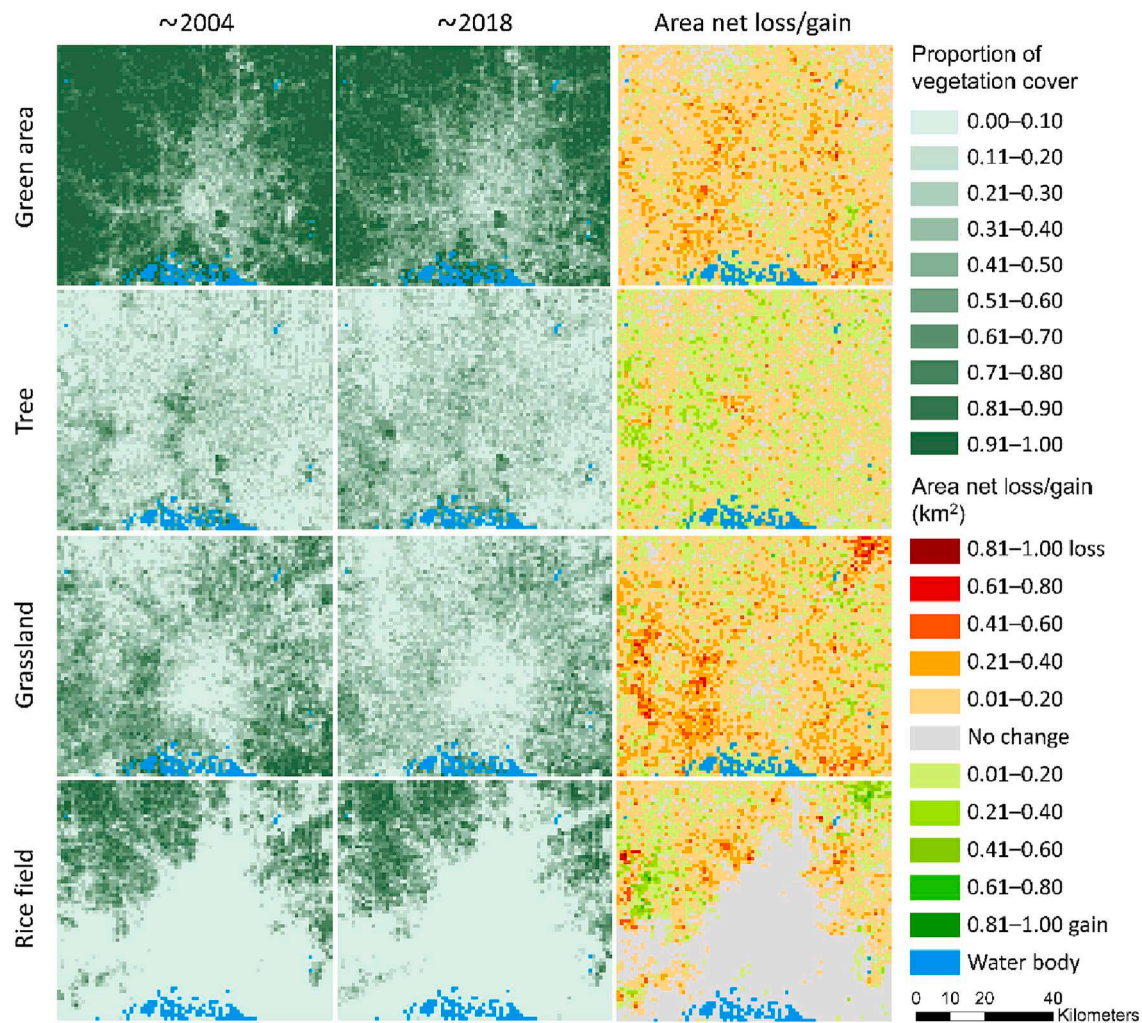 ~2004
~2018
Area net loss/gain
Green area
Tree
Grassland
Rice field
Proportion of
vegetation cover
0.00–0.10
0.11–0.20
0.21–0.30
0.31–0.40
0.41–0.50
0.51–0.60
0.61–0.70
0.71–0.80
0.81–0.90
0.91–1.00
Area net loss/gain
(km²)
0.81–1.00 loss
0.61–0.80
0.41–0.60
0.21–0.40
0.01–0.20
No change
0.01–0.20
0.21–0.40
0.41–0.60
0.61–0.80
0.81–1.00 gain
Water body
0 10 20 40
Kilometers